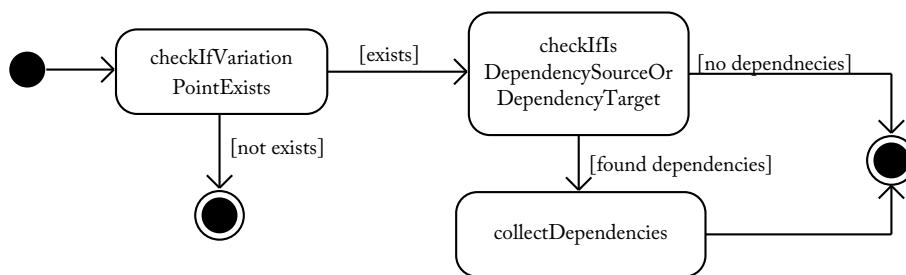 checkIfVariation
PointExists
[exists]
checkIfIs
DependencySourceOr
DependencyTarget
[no dependnecies]
[not exists]
[found dependencies]
collectDependencies